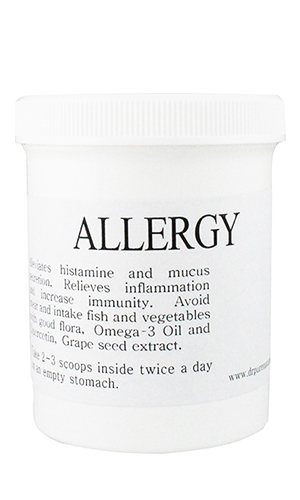 ALLERGY
histamine and mucus
Relieves inflammation
increase immunity. Avoid
and intake fish and vegetables
good flora. Omega-3 Oil and
Grape seed extract.
2-3 scoops inside twice a day
an empty stomach.